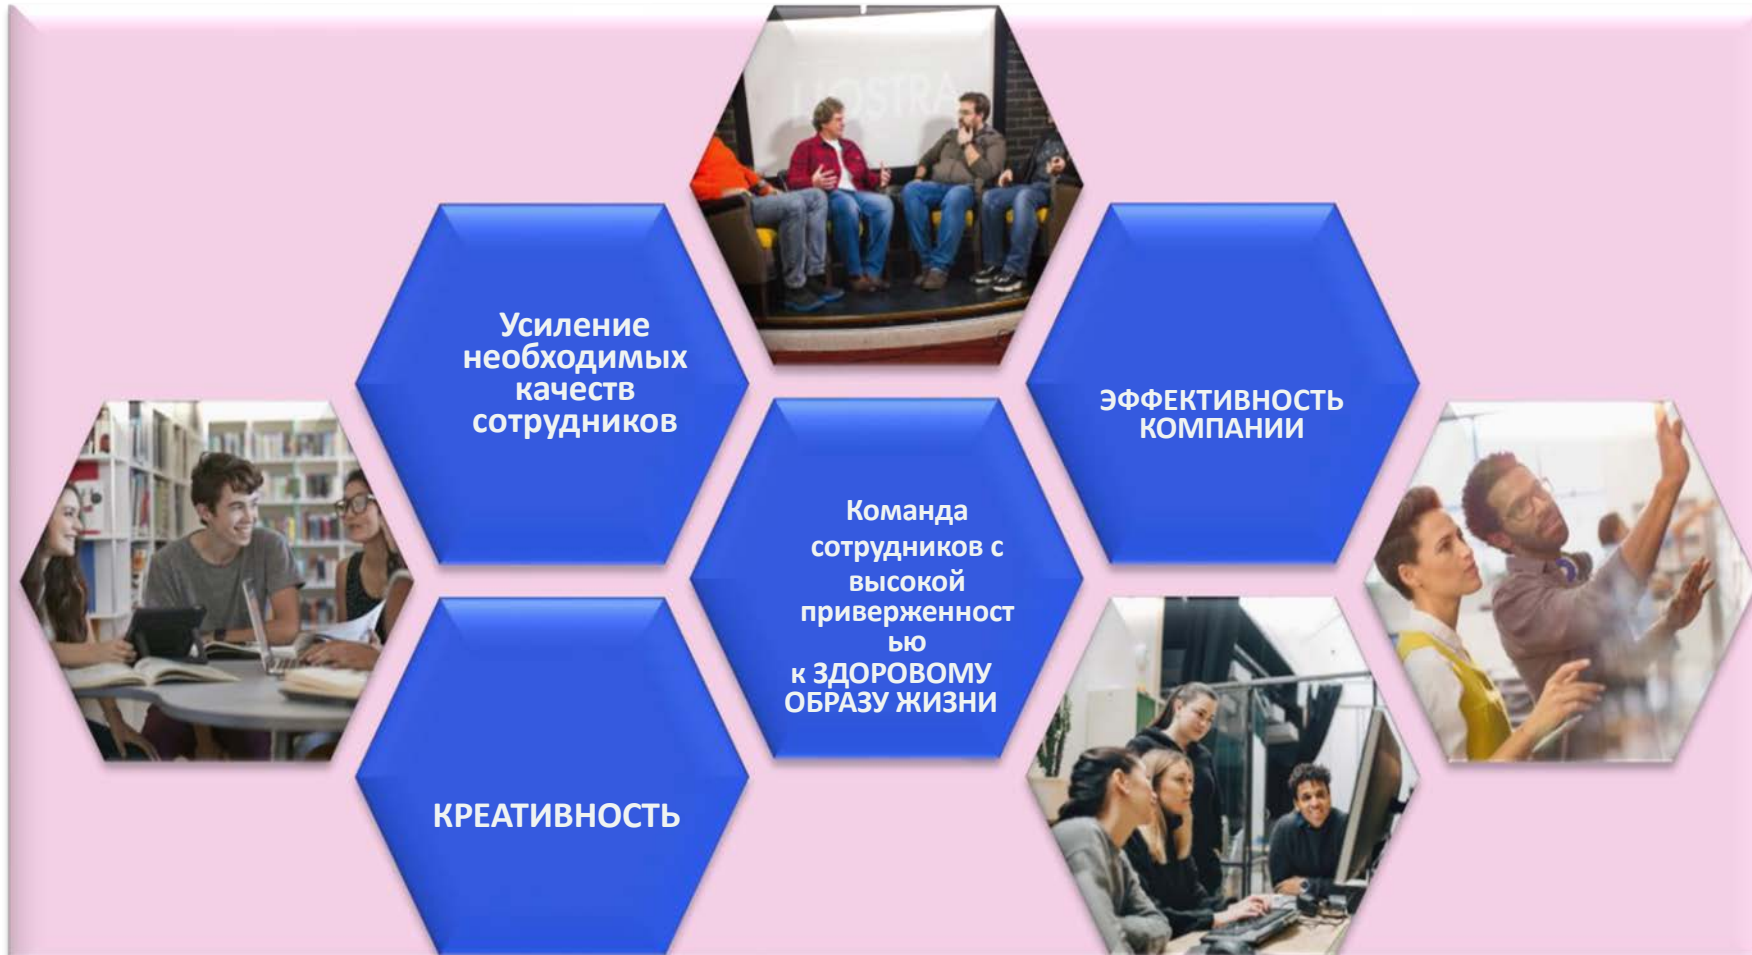 Усиление
необходимых
качеств
сотрудников
ЭФФЕКТИВНОСТЬ
КОМПАНИИ
Команда
сотрудников с
высокой
приверженност
ью
к ЗДОРОВОМУ
ОБРАЗУ ЖИЗНИ
КРЕАТИВНОСТЬ